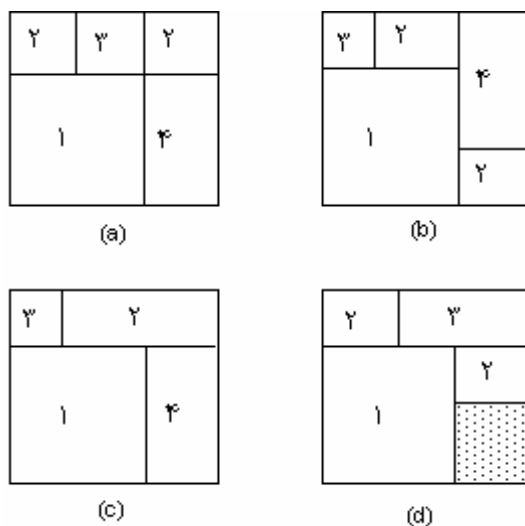 ۲ ۳ ۲ ۳ ۲ ۴
۱ ۴ ۱ ۲
(a) (b)
۳ ۲ ۲ ۳
۱ ۴ ۱ ۲
(c) (d)